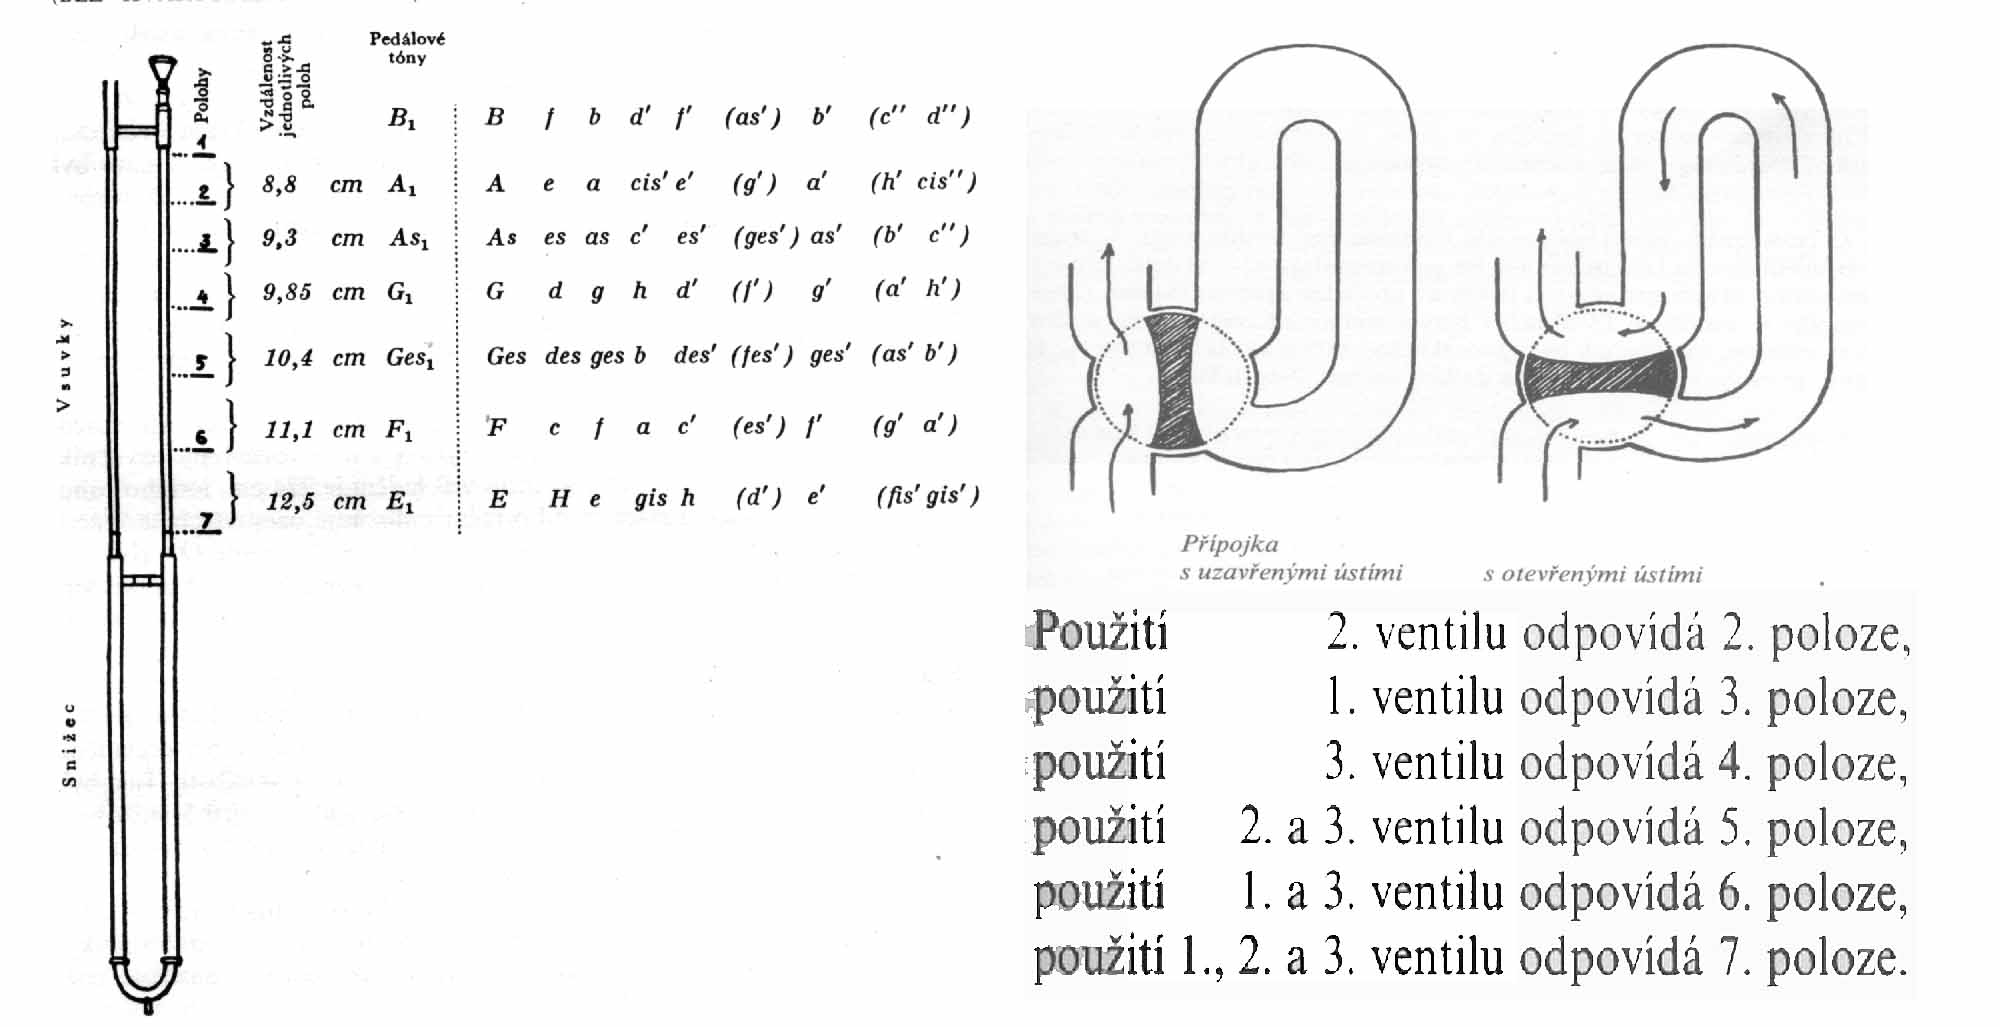 Vzdálenost
jednotlivých
poloh
Polohy
Pedálové
tóny
1 B₁ B f b d' f' (as') b' (c'' d'')
2 8,8 cm A₁ A e a cis' e' (g') a' (h' cis'')
3 9,3 cm As₁ As es as c' es' (ges') as' (b' c'')
4 9,85 cm G₁ G d g h d' (f') g' (a' h')
5 10,4 cm Ges₁ Ges des ges b des' (fes') ges' (as' b')
6 11,1 cm F₁ F c f a c' (es') f' (g' a')
7 12,5 cm E₁ E H e gis h (d') e' (fis' gis')
Vsuvky
Snižec
Přípojka
s uzavřenými ústími
s otevřenými ústími
Použití 2. ventilu odpovídá 2. poloze,
použití 1. ventilu odpovídá 3. poloze,
použití 3. ventilu odpovídá 4. poloze,
použití 2. a 3. ventilu odpovídá 5. poloze,
použití 1. a 3. ventilu odpovídá 6. poloze,
použití 1., 2. a 3. ventilu odpovídá 7. poloze.